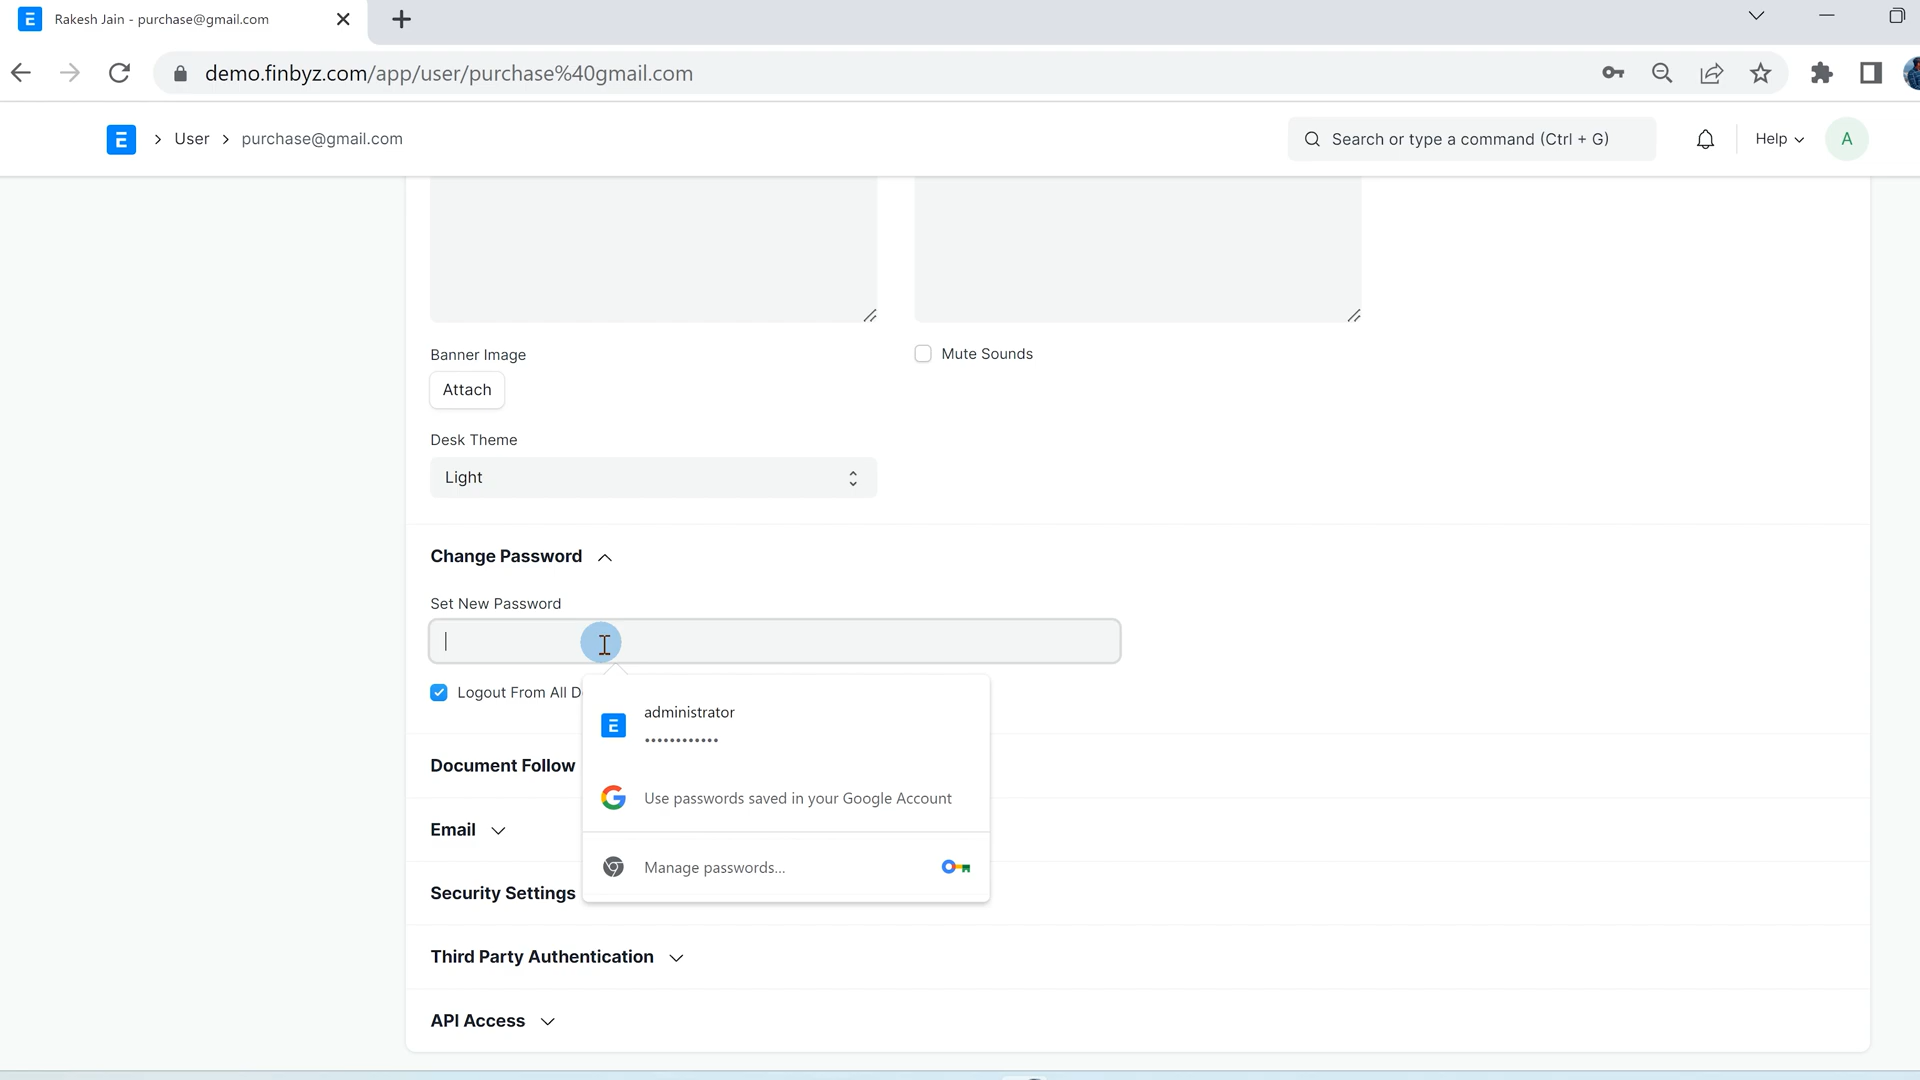 Rakesh Jain - purchase@gmail.com
demo.finbyz.com/app/user/purchase%40gmail.com
User
purchase@gmail.com
Search or type a command (Ctrl + G)
Help
A
Banner Image
Mute Sounds
Attach
Desk Theme
Light
Change Password
Set New Password
Logout From All D
administrator
••••••••••••
Document Follow
Use passwords saved in your Google Account
Email
Manage passwords...
Security Settings
Third Party Authentication
API Access